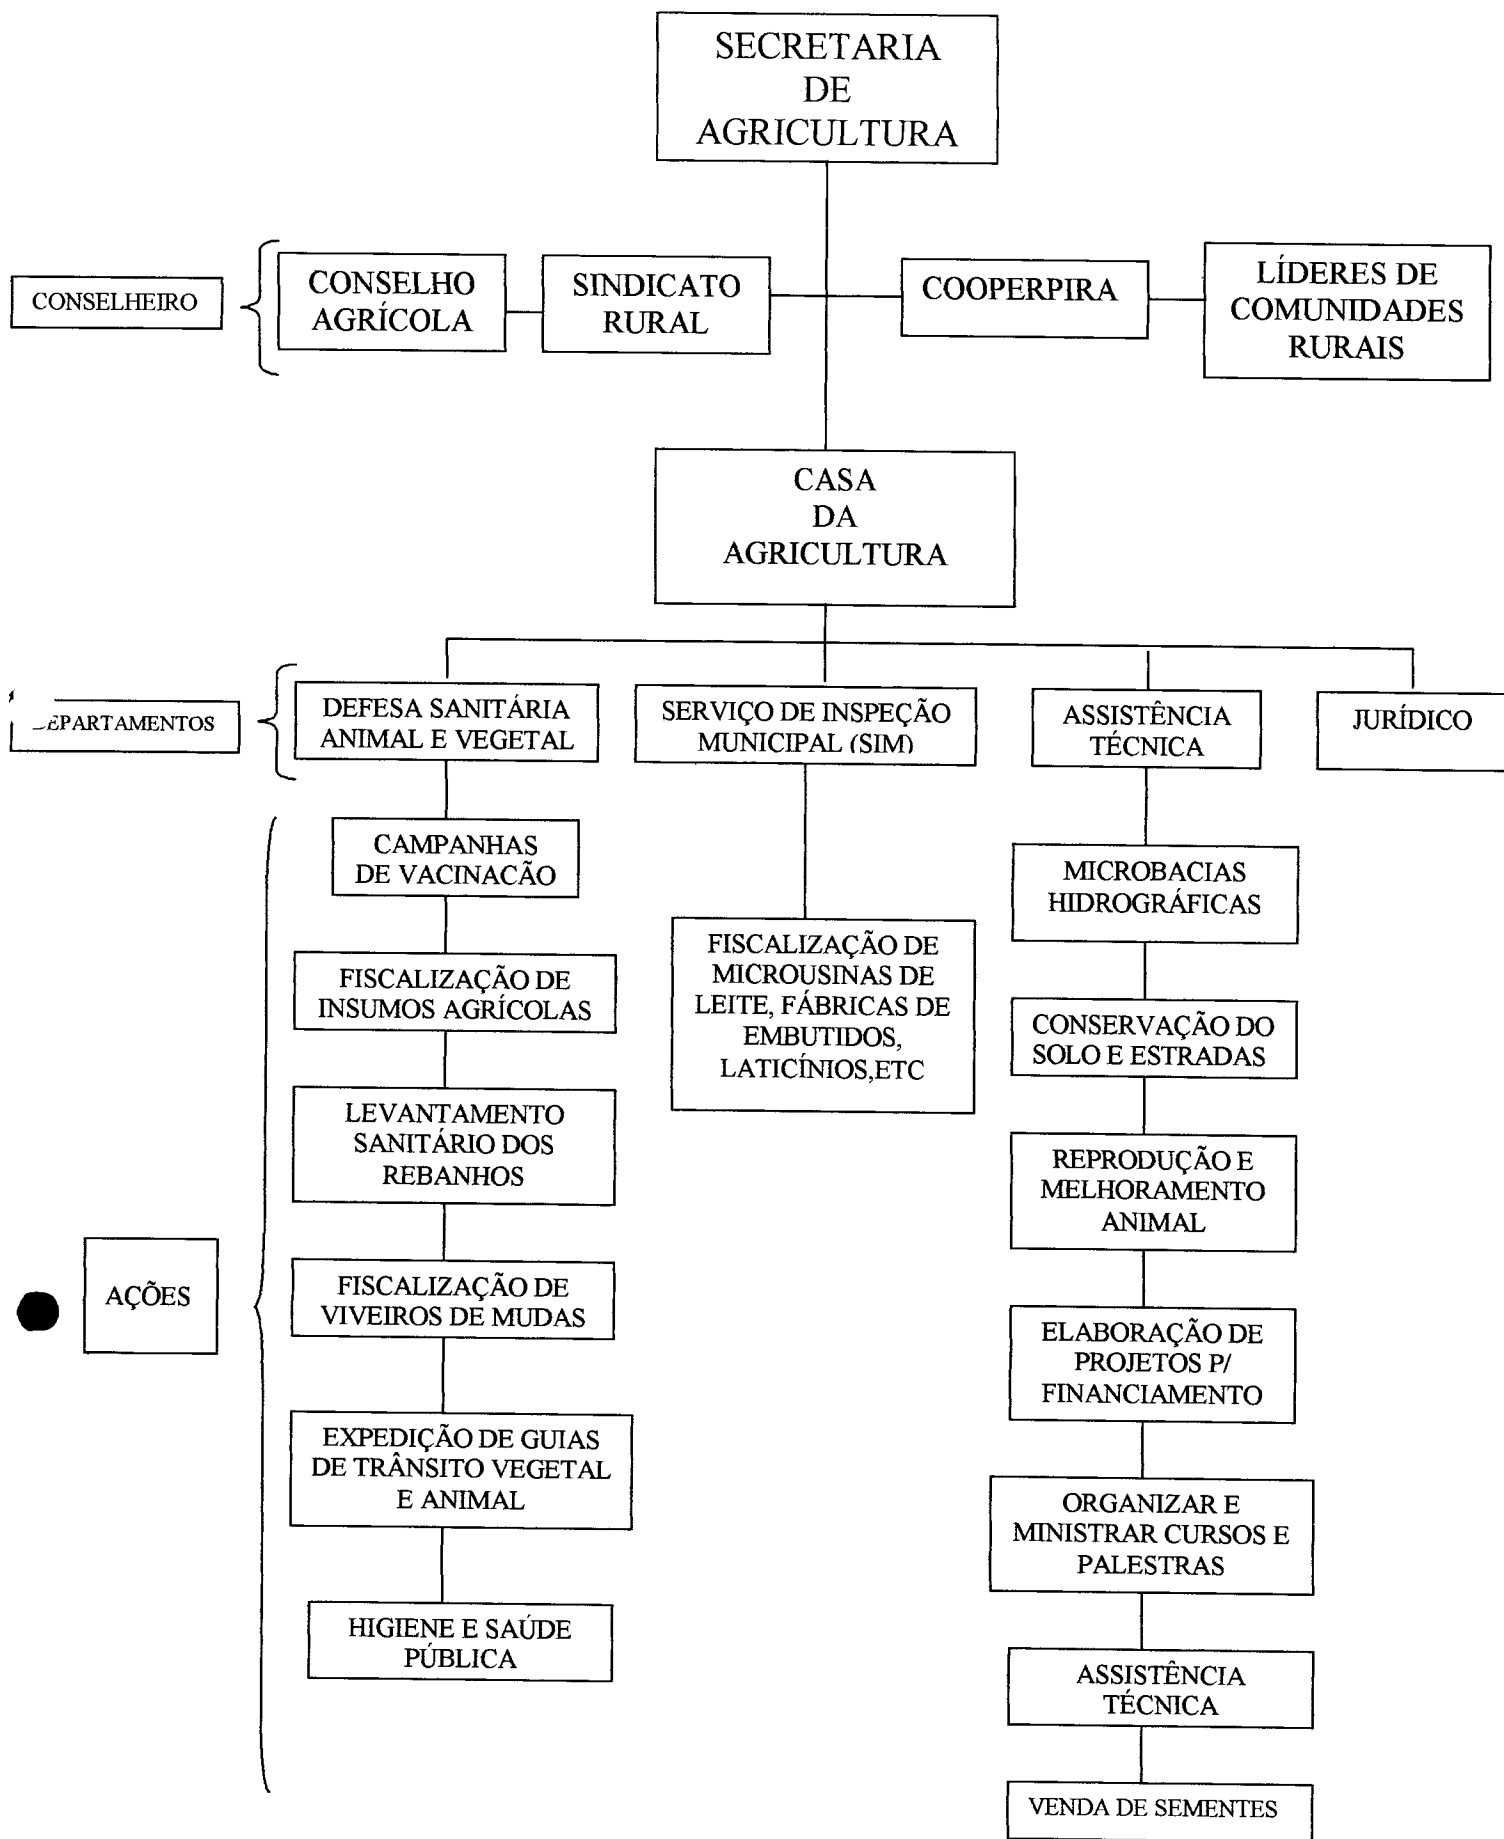 SECRETARIA
DE
AGRICULTURA
CONSELHEIRO
CONSELHO
AGRÍCOLA
SINDICATO
RURAL
COOPERPIRA
LÍDERES DE
COMUNIDADES
RURAIS
CASA
DA
AGRICULTURA
EPARTAMENTOS
DEFESA SANITÁRIA
ANIMAL E VEGETAL
SERVIÇO DE INSPEÇÃO
MUNICIPAL (SIM)
ASSISTÊNCIA
TÉCNICA
JURÍDICO
AÇÕES
CAMPANHAS
DE VACINACÃO
FISCALIZAÇÃO DE
INSUMOS AGRÍCOLAS
LEVANTAMENTO
SANITÁRIO DOS
REBANHOS
FISCALIZAÇÃO DE
VIVEIROS DE MUDAS
EXPEDIÇÃO DE GUIAS
DE TRÂNSITO VEGETAL
E ANIMAL
HIGIENE E SAÚDE
PÚBLICA
FISCALIZAÇÃO DE
MICROUSINAS DE
LEITE, FÁBRICAS DE
EMBUTIDOS,
LATICÍNIOS,ETC
MICROBACIAS
HIDROGRÁFICAS
CONSERVAÇÃO DO
SOLO E ESTRADAS
REPRODUÇÃO E
MELHORAMENTO
ANIMAL
ELABORAÇÃO DE
PROJETOS P/
FINANCIAMENTO
ORGANIZAR E
MINISTRAR CURSOS E
PALESTRAS
ASSISTÊNCIA
TÉCNICA
VENDA DE SEMENTES